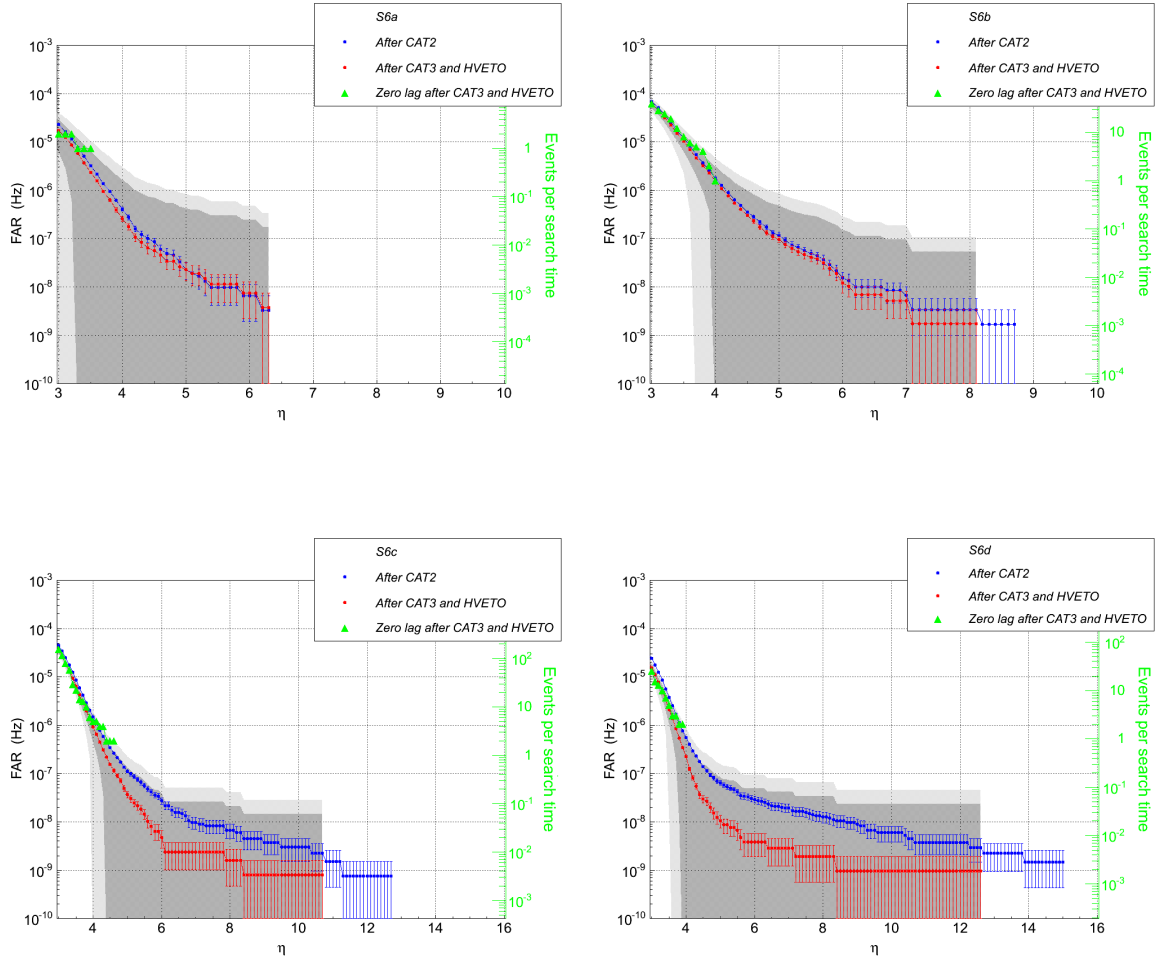 S6a
After CAT2
After CAT3 and HVETO
Zero lag after CAT3 and HVETO
10⁻³
10⁻⁴
10⁻⁵
10⁻⁶
10⁻⁷
10⁻⁸
10⁻⁹
10⁻¹⁰
FAR (Hz)
3 4 5 6 7 8 9 10
η
1
10⁻¹
10⁻²
10⁻³
10⁻⁴
Events per search time
S6b
After CAT2
After CAT3 and HVETO
Zero lag after CAT3 and HVETO
10⁻³
10⁻⁴
10⁻⁵
10⁻⁶
10⁻⁷
10⁻⁸
10⁻⁹
10⁻¹⁰
FAR (Hz)
3 4 5 6 7 8 9 10
η
10
1
10⁻¹
10⁻²
10⁻³
10⁻⁴
Events per search time
S6c
After CAT2
After CAT3 and HVETO
Zero lag after CAT3 and HVETO
10⁻³
10⁻⁴
10⁻⁵
10⁻⁶
10⁻⁷
10⁻⁸
10⁻⁹
10⁻¹⁰
FAR (Hz)
4 6 8 10 12 14 16
η
10²
10
1
10⁻¹
10⁻²
10⁻³
Events per search time
S6d
After CAT2
After CAT3 and HVETO
Zero lag after CAT3 and HVETO
10⁻³
10⁻⁴
10⁻⁵
10⁻⁶
10⁻⁷
10⁻⁸
10⁻⁹
10⁻¹⁰
FAR (Hz)
4 6 8 10 12 14 16
η
10²
10
1
10⁻¹
10⁻²
10⁻³
Events per search time